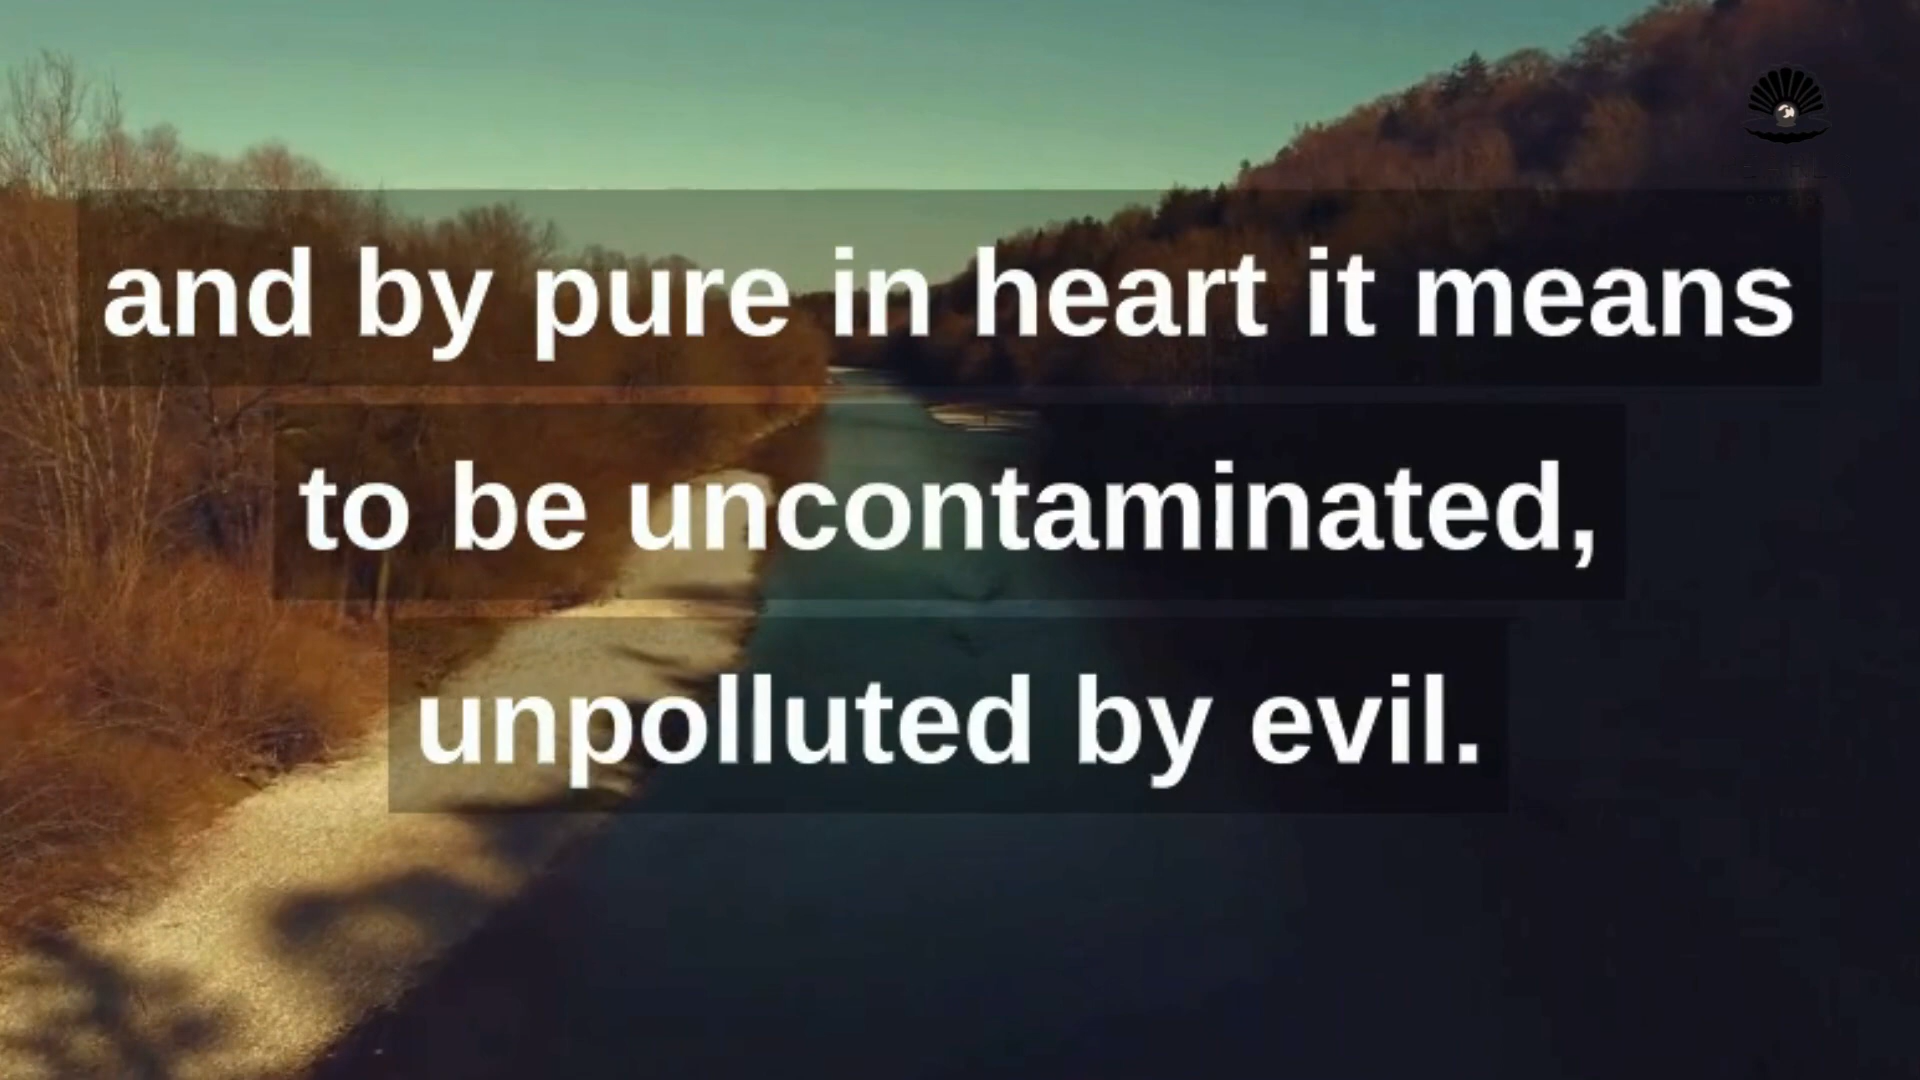 and by pure in heart it means
to be uncontaminated,
unpolluted by evil.